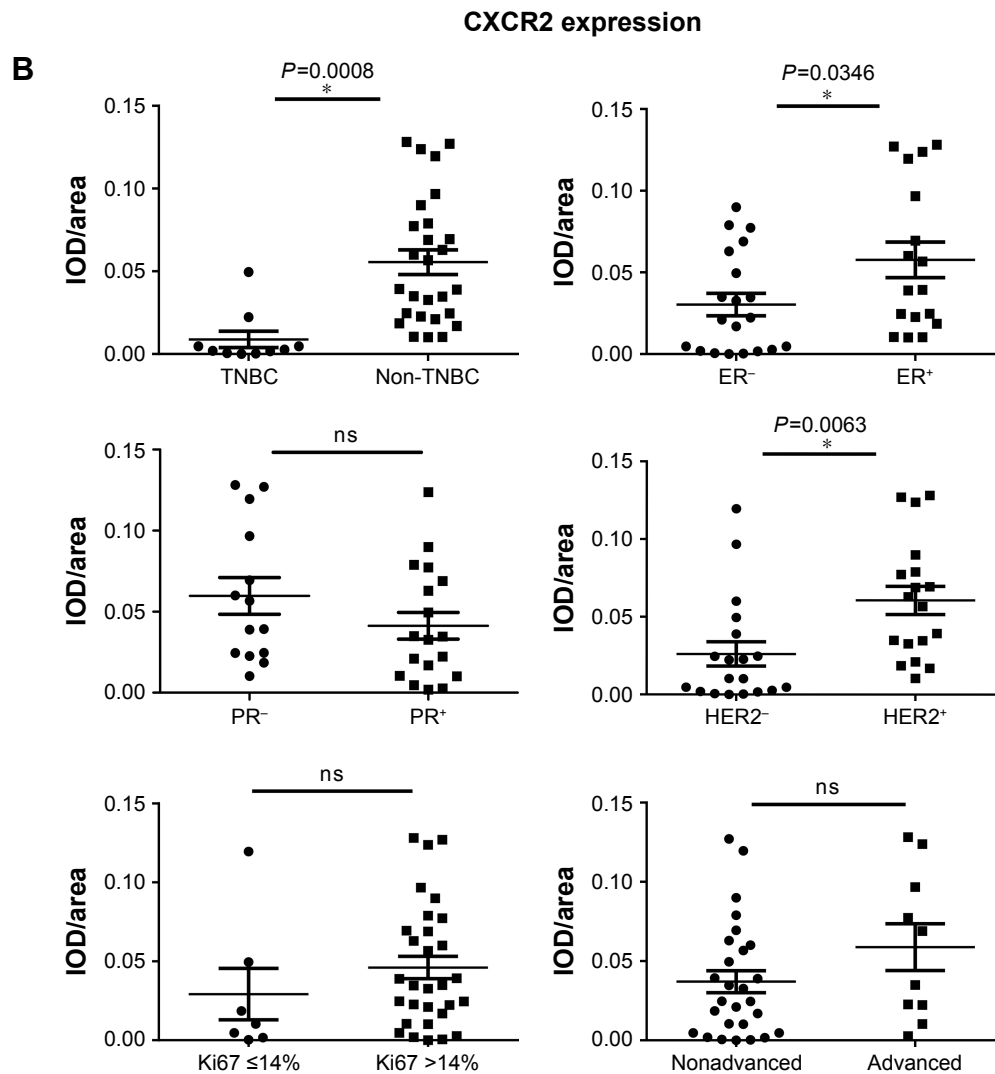 CXCR2 expression
B
P=0.0008
*
0.15
0.10
0.05
0.00
IOD/area
TNBC
Non-TNBC
P=0.0346
*
0.15
0.10
0.05
0.00
IOD/area
ER⁻
ER⁺
ns
0.15
0.10
0.05
0.00
IOD/area
PR⁻
PR⁺
P=0.0063
*
0.15
0.10
0.05
0.00
IOD/area
HER2⁻
HER2⁺
ns
0.15
0.10
0.05
0.00
IOD/area
Ki67 ≤14%
Ki67 >14%
ns
0.15
0.10
0.05
0.00
IOD/area
Nonadvanced
Advanced